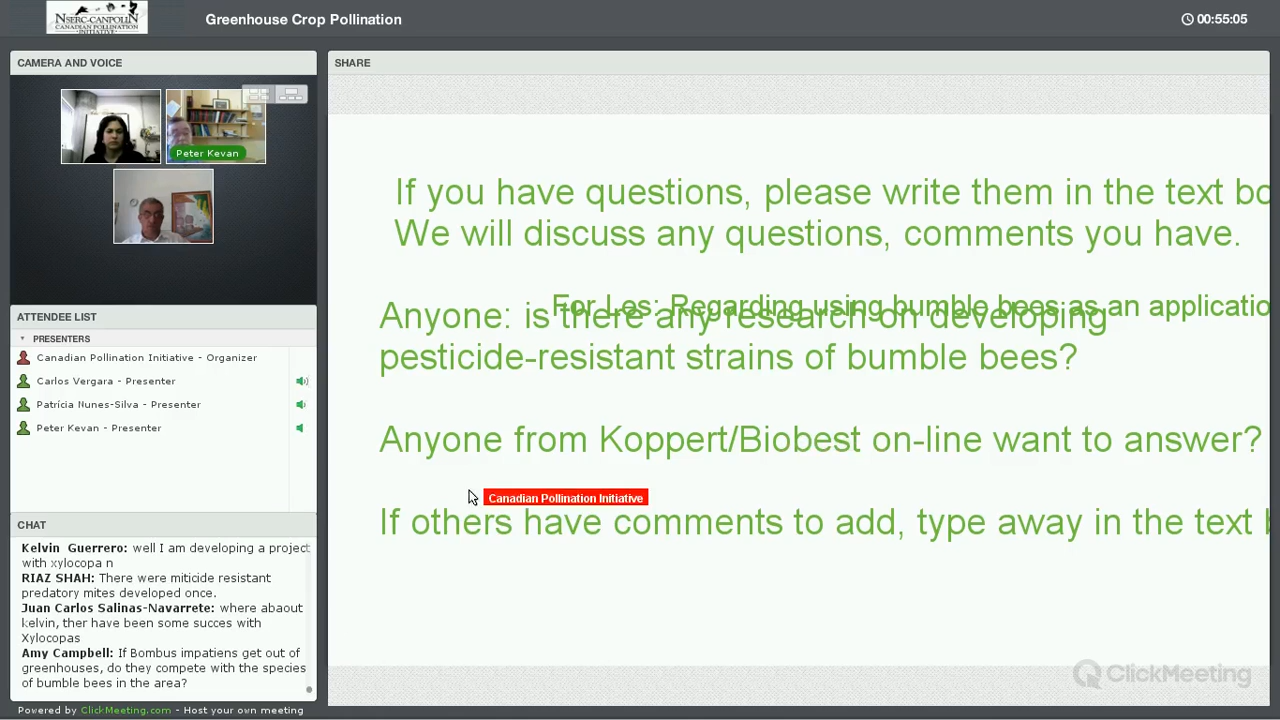 NSERC-CANPOLIN
CANADIAN POLLINATION
INITIATIVE
Greenhouse Crop Pollination
00:55:05
CAMERA AND VOICE
Peter Kevan
ATTENDEE LIST
PRESENTERS
Canadian Pollination Initiative - Organizer
Carlos Vergara - Presenter
Patrícia Nunes-Silva - Presenter
Peter Kevan - Presenter
CHAT
Kelvin Guerrero: well I am developing a project
with xylocopa n
RIAZ SHAH: There were miticide resistant
predatory mites developed once.
Juan Carlos Salinas-Navarrete: where abaout
kelvin, ther have been some succes with
Xylocopas
Amy Campbell: If Bombus impatiens get out of
greenhouses, do they compete with the species
of bumble bees in the area?
Powered by ClickMeeting.com - Host your own meeting
SHARE
If you have questions, please write them in the text bo
We will discuss any questions, comments you have.
For Les: Regarding using bumble bees as an applicatio
Anyone: is there any research on developing
pesticide-resistant strains of bumble bees?
Anyone from Koppert/Biobest on-line want to answer?
Canadian Pollination Initiative
If others have comments to add, type away in the text b
ClickMeeting